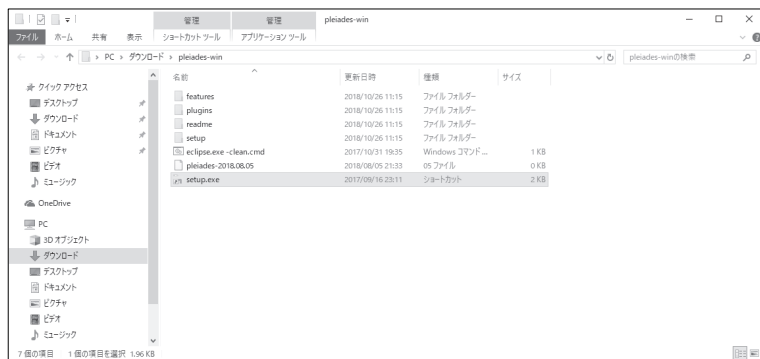 管理 管理 pleiades-win
ファイル ホーム 共有 表示 ショートカット ツール アプリケーション ツール
PC > ダウンロード > pleiades-win pleiades-winの検索
名前 更新日時 種類 サイズ
クイック アクセス
デスクトップ
ダウンロード
ドキュメント
ピクチャ
ビデオ
ミュージック
OneDrive
PC
3D オブジェクト
ダウンロード
デスクトップ
ドキュメント
ピクチャ
ビデオ
ミュージック
features 2018/10/26 11:15 ファイル フォルダー
plugins 2018/10/26 11:15 ファイル フォルダー
readme 2018/10/26 11:15 ファイル フォルダー
setup 2018/10/26 11:15 ファイル フォルダー
eclipse.exe -clean.cmd 2017/10/31 19:35 Windows コマンド ... 1 KB
pleiades-2018.08.05 2018/08/05 21:33 05 ファイル 0 KB
setup.exe 2017/09/16 23:11 ショートカット 2 KB
7 個の項目 1 個の項目を選択 1.96 KB